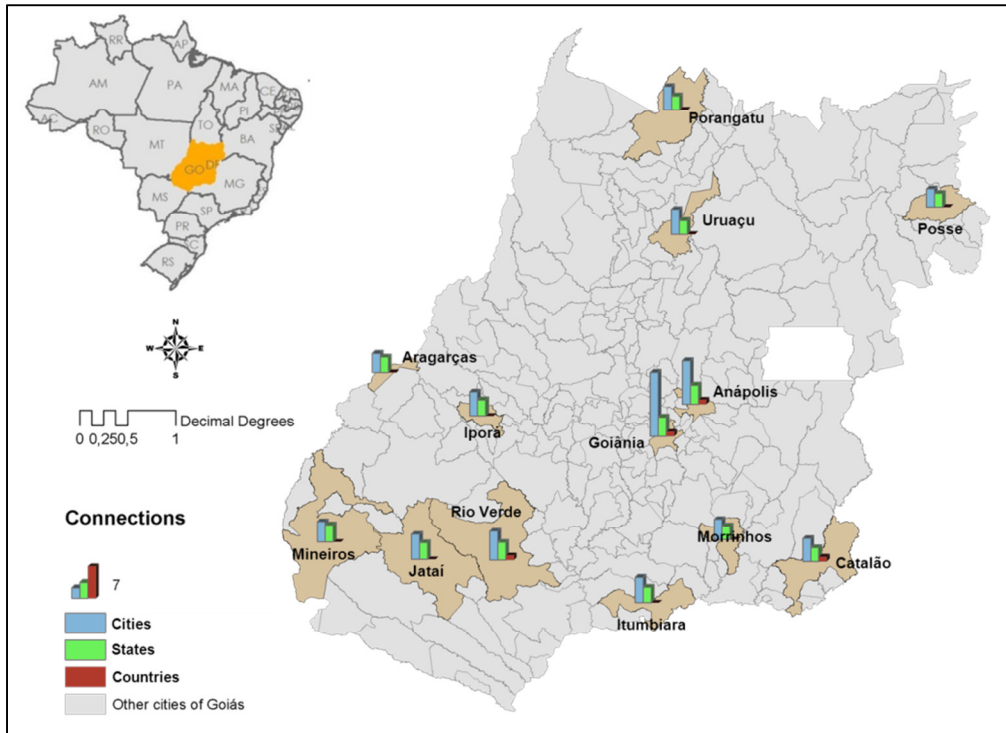 RR
AP
AM
PA
MA
CE
PI
AC
RO
TO
BA
MT
GO
DF
MG
MS
SP
PR
RS
N
W E
S
Decimal Degrees
0 0,250,5 1
Connections
7
Cities
States
Countries
Other cities of Goiás
Porangatu
Uruaçu
Posse
Aragarças
Anápolis
Iporá
Goiânia
Rio Verde
Mineiros
Jataí
Morrinhos
Catalão
Itumbiara